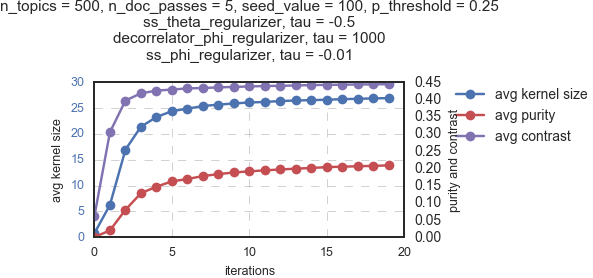 n_topics = 500, n_doc_passes = 5, seed_value = 100, p_threshold = 0.25
ss_theta_regularizer, tau = -0.5
decorrelator_phi_regularizer, tau = 1000
ss_phi_regularizer, tau = -0.01
30
25
20
15
10
5
0
avg kernel size
0
5
10
15
20
iterations
0.45
0.40
0.35
0.30
0.25
0.20
0.15
0.10
0.05
0.00
purity and contrast
avg kernel size
avg purity
avg contrast